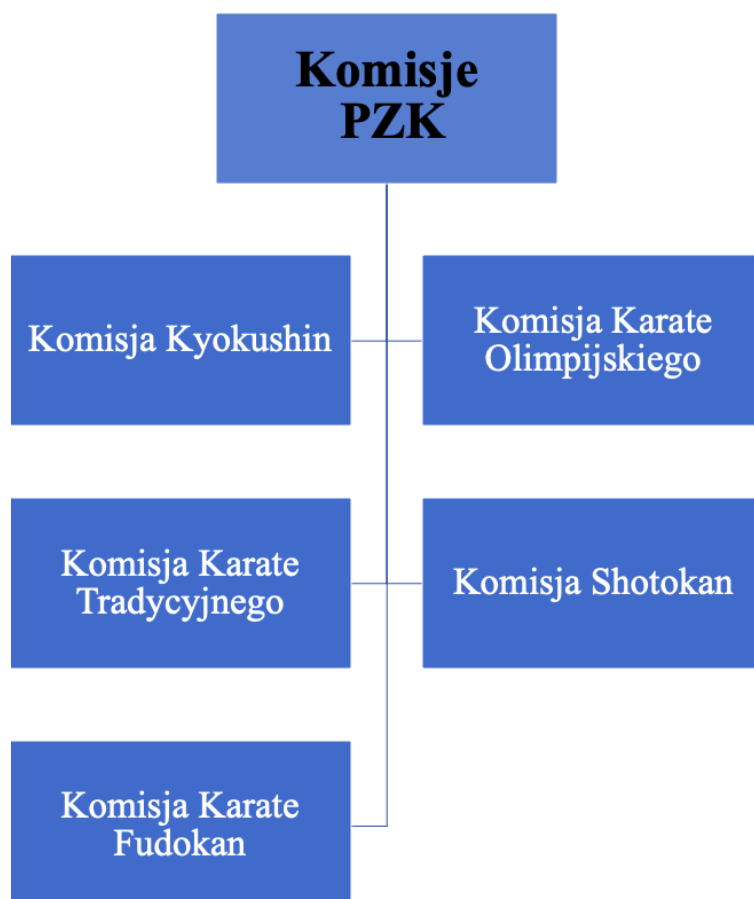 Komisje
PZK
Komisja Kyokushin
Komisja Karate
Olimpijskiego
Komisja Karate
Tradycyjnego
Komisja Shotokan
Komisja Karate
Fudokan